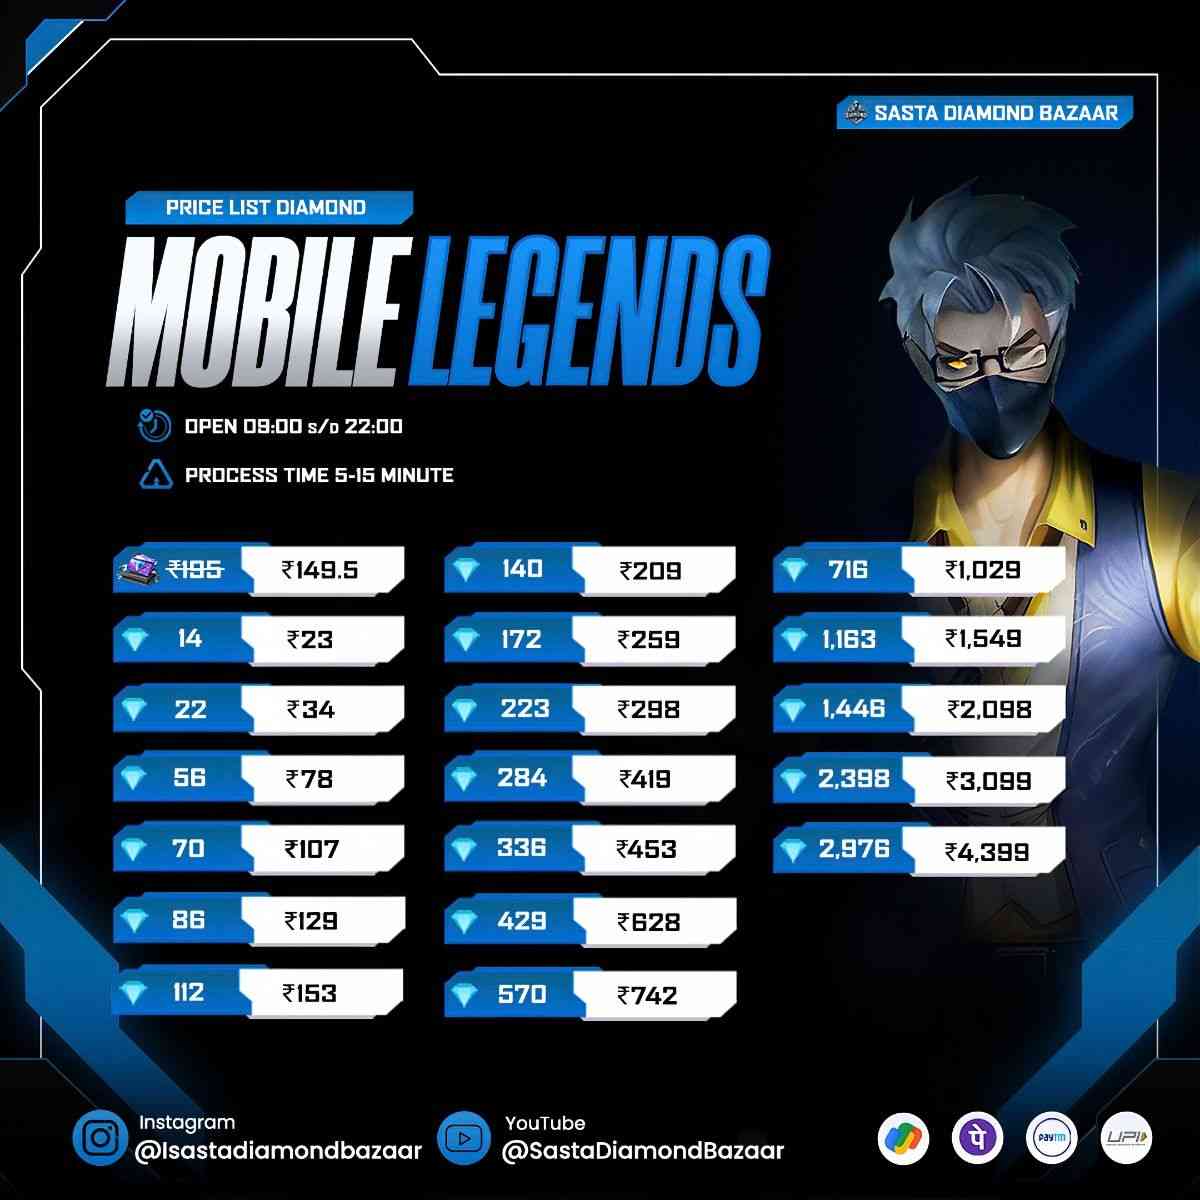 SASTA DIAMOND BAZAAR
PRICE LIST DIAMOND
MOBILE LEGENDS
OPEN 09:00 s/D 22:00
PROCESS TIME 5-15 MINUTE
₹195 ₹149.5
14 ₹23
22 ₹34
56 ₹78
70 ₹107
86 ₹129
112 ₹153
140 ₹209
172 ₹259
223 ₹298
284 ₹419
336 ₹453
429 ₹628
570 ₹742
716 ₹1,029
1,163 ₹1,549
1,446 ₹2,098
2,398 ₹3,099
2,976 ₹4,399
Instagram
@Isastadiamondbazaar
YouTube
@SastaDiamondBazaar
पे
paytm
UPI